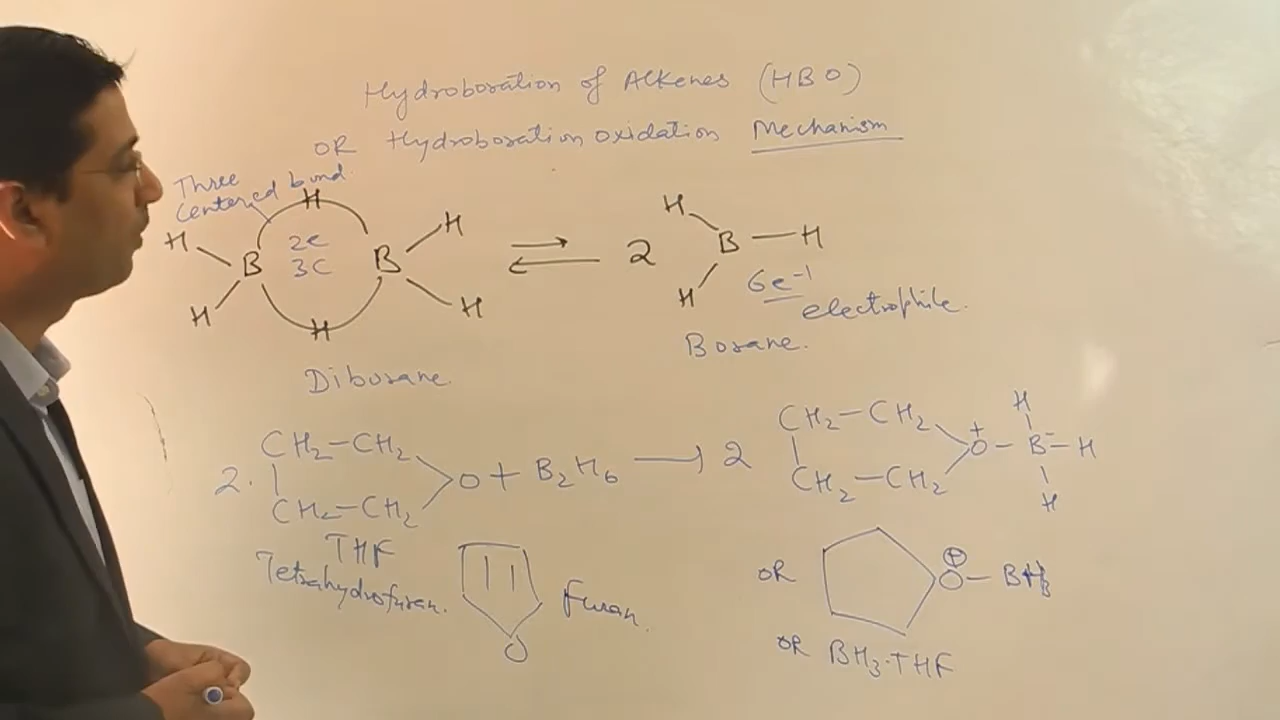 Hydroboration of Alkenes (HBO)
OR Hydroboration oxidation Mechanism
Three
Centered bond.
H H H
2e
3C
B B
H H H
Diborane.
⇌ 2
H
B — H
H
6e⁻¹
electrophile.
Borane.
2. CH₂—CH₂
CH₂—CH₂
O + B₂H₆ → 2
THF
Tetrahydrofuran.
O
Furan.
CH₂—CH₂
CH₂—CH₂
H
O⁺—B⁻—H
H
OR
O⊕—BH₃
OR BH₃·THF